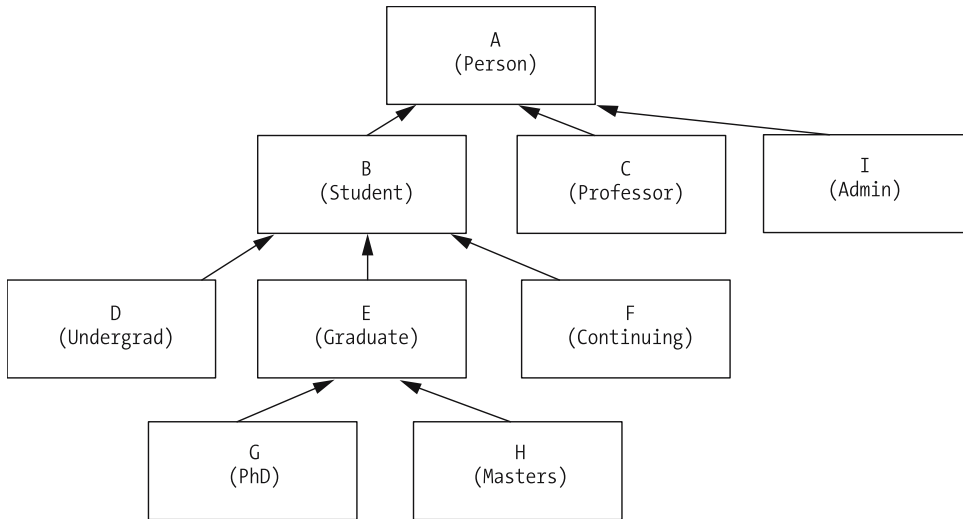 A
(Person)
B
(Student)
C
(Professor)
I
(Admin)
D
(Undergrad)
E
(Graduate)
F
(Continuing)
G
(PhD)
H
(Masters)